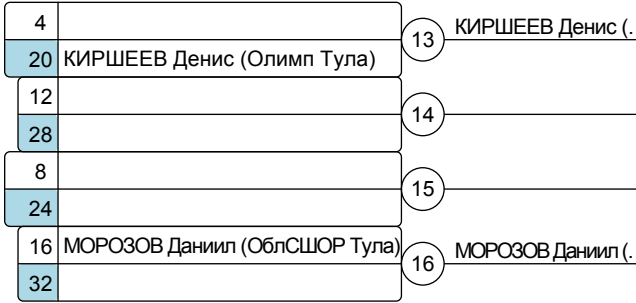 4
13 КИРШЕЕВ Денис (.
20 КИРШЕЕВ Денис (Олимп Тула)
12
14
28
8
15
24
16 МОРОЗОВ Даниил (ОблСШОР Тула)
16 МОРОЗОВ Даниил (.
32